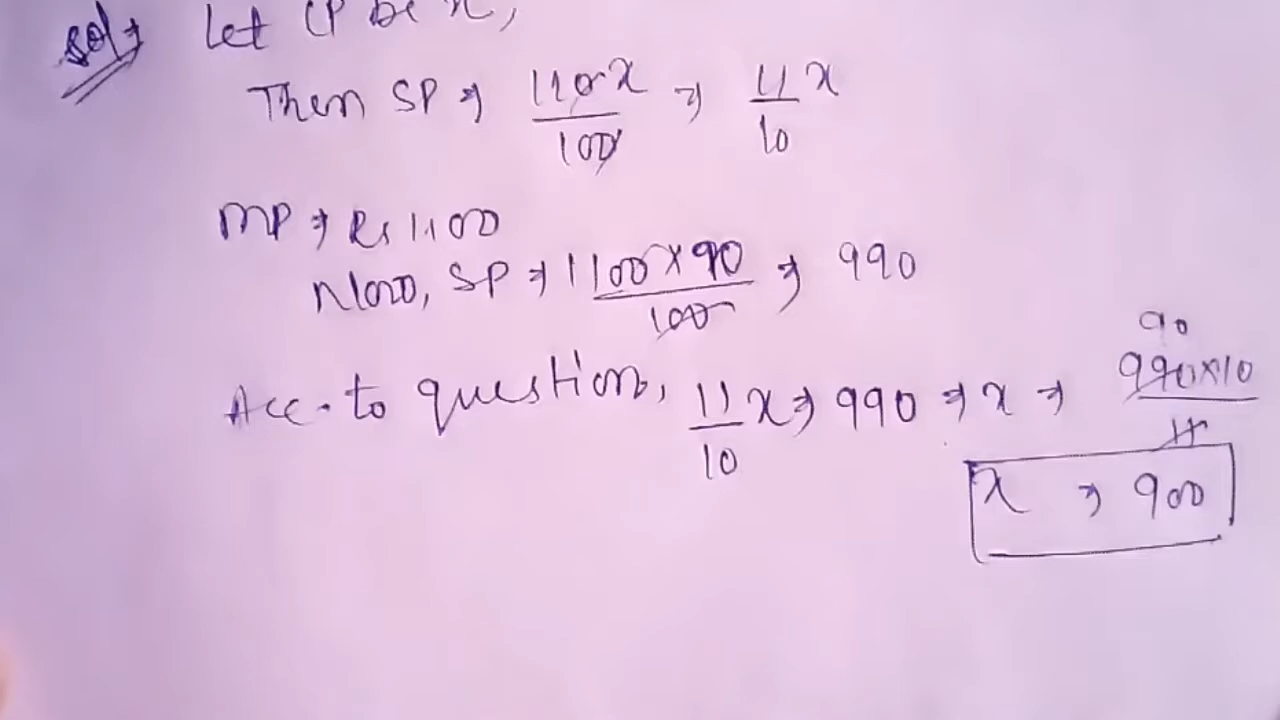 Sol ⇒ Let CP be x,
Then SP ⇒ 110x/100 ⇒ 11/10 x
MP ⇒ Rs 1100
Now, SP ⇒ 1100×90/100 ⇒ 990
Acc. to question, 11/10 x ⇒ 990 ⇒ x ⇒ 990×10/11
90
x ⇒ 900